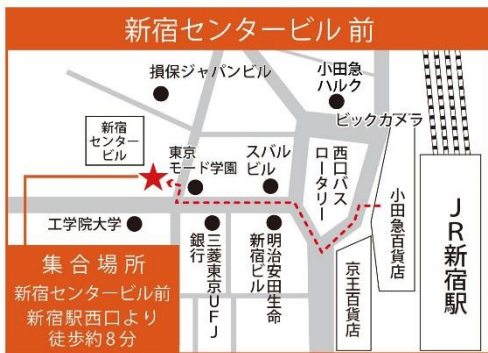 新宿センタービル 前
損保ジャパンビル
小田急
ハルク
ビックカメラ
新宿
センター
ビル
東京
モード学園
スバル
ビル
西口バス
ロータリー
小田急百貨店
JR新宿駅
工学院大学
三菱東京UFJ
銀行
明治安田生命
新宿ビル
京王百貨店
集合場所
新宿センタービル前
新宿駅西口より
徒歩約8分